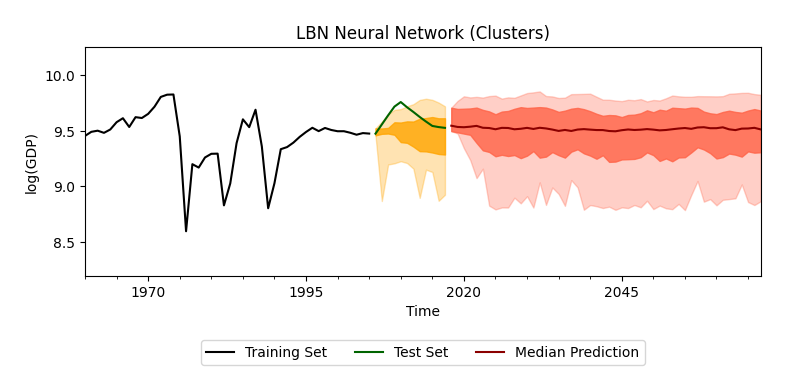 LBN Neural Network (Clusters)
10.0
9.5
9.0
8.5
log(GDP)
1970
1995
2020
2045
Time
Training Set
Test Set
Median Prediction